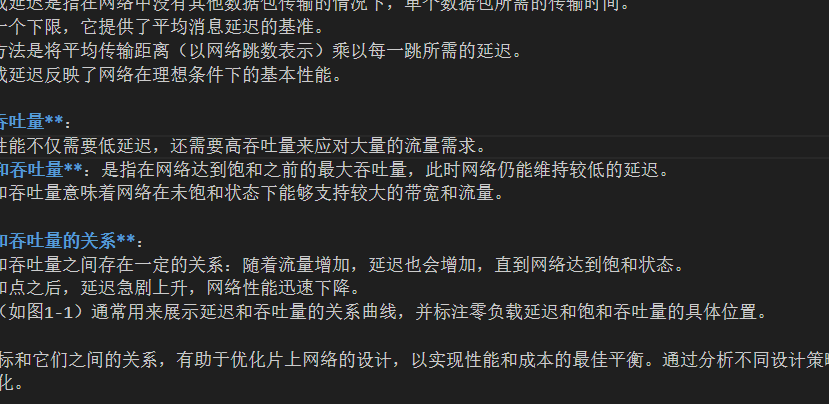 载延迟是指在网络中没有其他数据包传输的情况下，单个数据包所需的传输时间。
一个下限，它提供了平均消息延迟的基准。
方法是将平均传输距离（以网络跳数表示）乘以每一跳所需的延迟。
载延迟反映了网络在理想条件下的基本性能。
吞吐量**：
性能不仅需要低延迟，还需要高吞吐量来应对大量的流量需求。
和吞吐量**：是指在网络达到饱和之前的最大吞吐量，此时网络仍能维持较低的延迟。
和吞吐量意味着网络在未饱和状态下能够支持较大的带宽和流量。
和吞吐量的关系**：
和吞吐量之间存在一定的关系：随着流量增加，延迟也会增加，直到网络达到饱和状态。
和点之后，延迟急剧上升，网络性能迅速下降。
（如图1-1）通常用来展示延迟和吞吐量的关系曲线，并标注零负载延迟和饱和吞吐量的具体位置。
标和它们之间的关系，有助于优化片上网络的设计，以实现性能和成本的最佳平衡。通过分析不同设计策略
化。